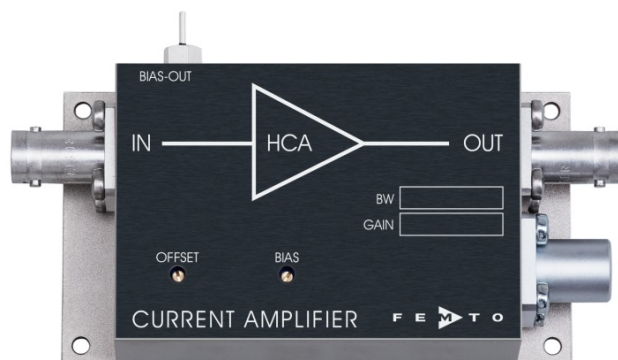 BIAS-OUT
IN HCA OUT
BW
GAIN
OFFSET BIAS
CURRENT AMPLIFIER FEMTO